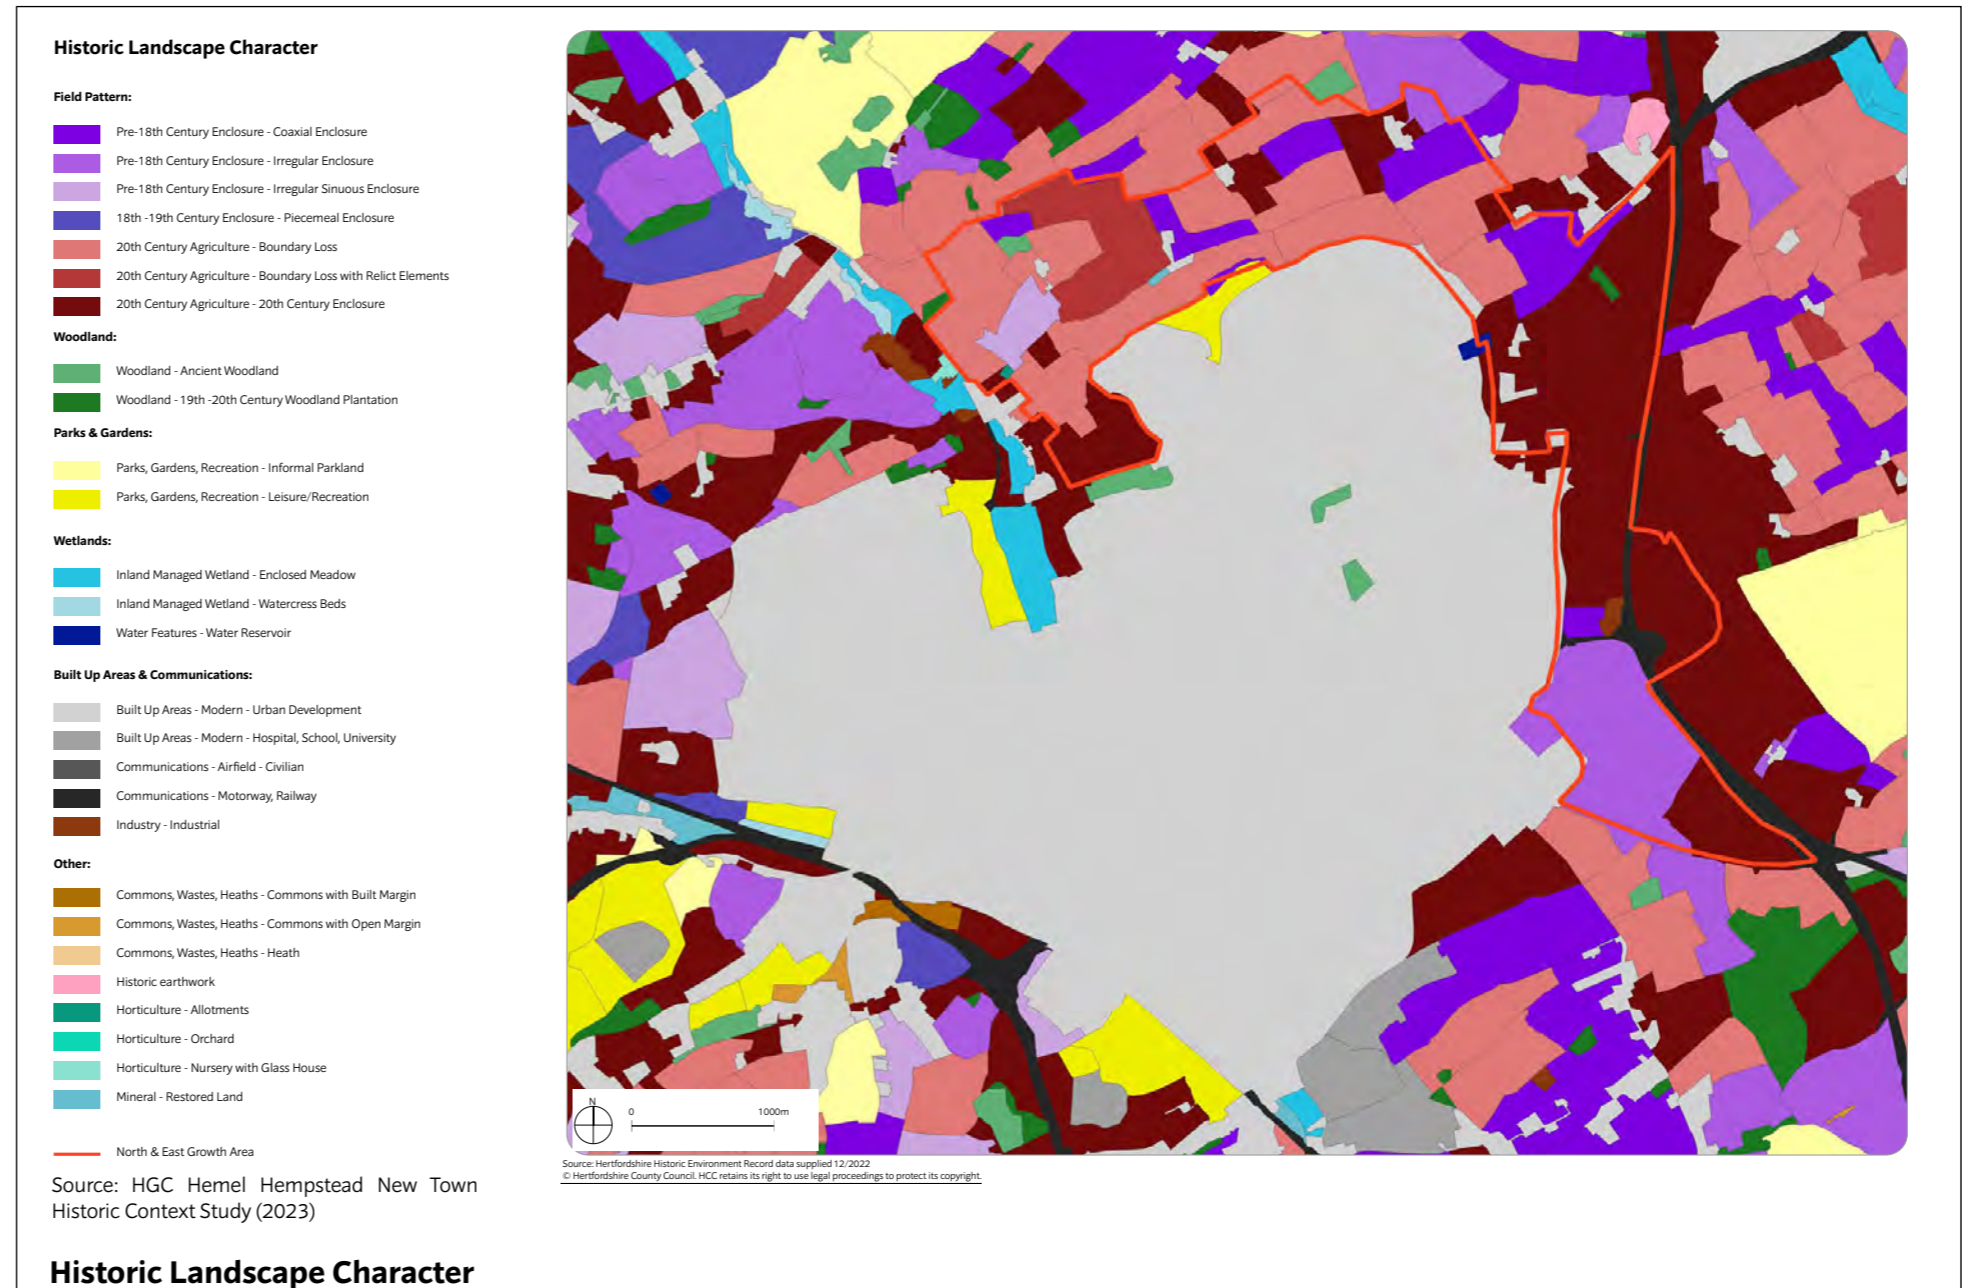 Historic Landscape Character
Field Pattern:
Pre-18th Century Enclosure - Coaxial Enclosure
Pre-18th Century Enclosure - Irregular Enclosure
Pre-18th Century Enclosure - Irregular Sinuous Enclosure
18th -19th Century Enclosure - Piecemeal Enclosure
20th Century Agriculture - Boundary Loss
20th Century Agriculture - Boundary Loss with Relict Elements
20th Century Agriculture - 20th Century Enclosure
Woodland:
Woodland - Ancient Woodland
Woodland - 19th -20th Century Woodland Plantation
Parks & Gardens:
Parks, Gardens, Recreation - Informal Parkland
Parks, Gardens, Recreation - Leisure/Recreation
Wetlands:
Inland Managed Wetland - Enclosed Meadow
Inland Managed Wetland - Watercress Beds
Water Features - Water Reservoir
Built Up Areas & Communications:
Built Up Areas - Modern - Urban Development
Built Up Areas - Modern - Hospital, School, University
Communications - Airfield - Civilian
Communications - Motorway, Railway
Industry - Industrial
Other:
Commons, Wastes, Heaths - Commons with Built Margin
Commons, Wastes, Heaths - Commons with Open Margin
Commons, Wastes, Heaths - Heath
Historic earthwork
Horticulture - Allotments
Horticulture - Orchard
Horticulture - Nursery with Glass House
Mineral - Restored Land
North & East Growth Area
Source: HGC Hemel Hempstead New Town
Historic Context Study (2023)
Historic Landscape Character
N
0 1000m
Source: Hertfordshire Historic Environment Record data supplied 12/2022
© Hertfordshire County Council. HCC retains its right to use legal proceedings to protect its copyright.